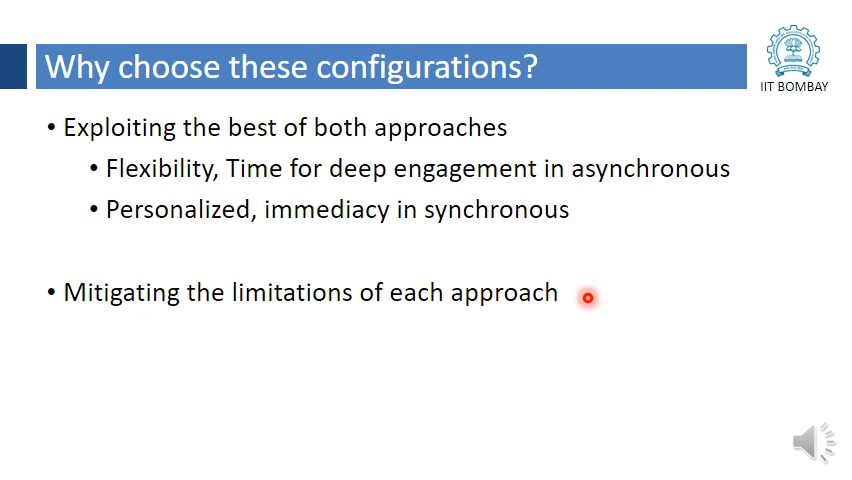 Why choose these configurations?
IIT BOMBAY
• Exploiting the best of both approaches
• Flexibility, Time for deep engagement in asynchronous
• Personalized, immediacy in synchronous
• Mitigating the limitations of each approach